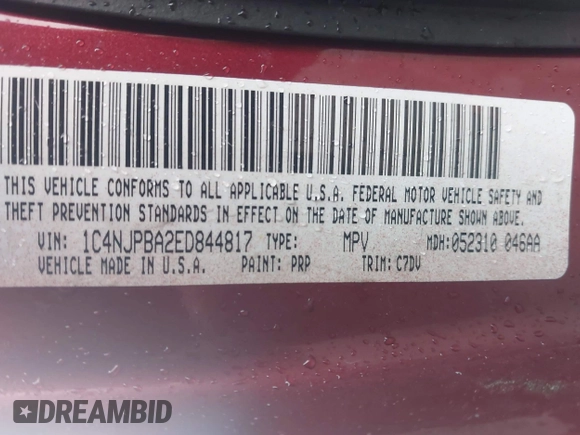 THIS VEHICLE CONFORMS TO ALL APPLICABLE U.S.A. FEDERAL MOTOR VEHICLE SAFETY AND
THEFT PREVENTION STANDARDS IN EFFECT ON THE DATE OF MANUFACTURE SHOWN ABOVE.
VIN: 1C4NJPBA2ED844817 TYPE: MPV MDH:052310 046AA
VEHICLE MADE IN U.S.A. PAINT: PRP TRIM: C7DV
DREAMBID